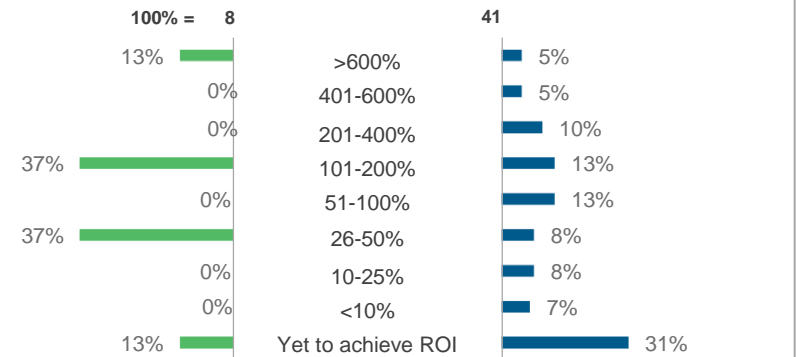 100% = 8 41
13% >600% 5%
0% 401-600% 5%
0% 201-400% 10%
37% 101-200% 13%
0% 51-100% 13%
37% 26-50% 8%
0% 10-25% 8%
0% <10% 7%
13% Yet to achieve ROI 31%